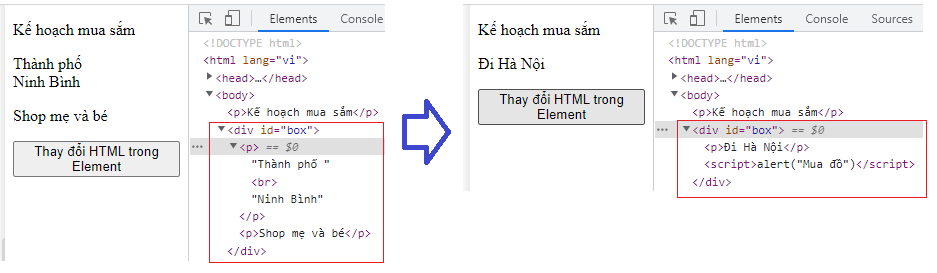 Kế hoạch mua sắm
Thành phố
Ninh Bình
Shop mẹ và bé
Thay đổi HTML trong
Element
Elements
Console
<!DOCTYPE html>
<html lang="vi">
<head>…</head>
<body>
<p>Kế hoạch mua sắm</p>
<div id="box">
<p> == $0
"Thành phố "
<br>
"Ninh Bình"
</p>
<p>Shop mẹ và bé</p>
</div>
Kế hoạch mua sắm
Đi Hà Nội
Thay đổi HTML trong
Element
Elements
Console
Sources
<!DOCTYPE html>
<html lang="vi">
<head>…</head>
<body>
<p>Kế hoạch mua sắm</p>
<div id="box"> == $0
<p>Đi Hà Nội</p>
<script>alert("Mua đồ")</script>
</div>